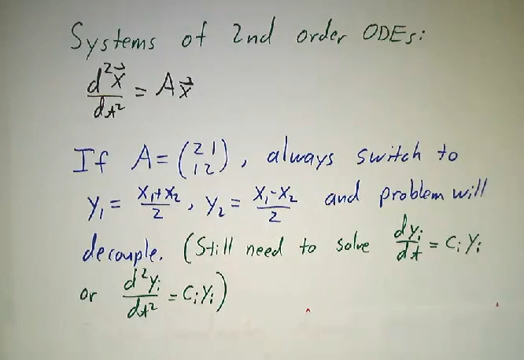 Systems of 2nd order ODEs:
d²x⃗/dt² = Ax⃗
If A = (2 1
1 2), always switch to
y₁ = (x₁+x₂)/2, y₂ = (x₁-x₂)/2 and problem will
decouple. (Still need to solve dyᵢ/dt = cᵢyᵢ
or d²yᵢ/dt² = cᵢyᵢ)